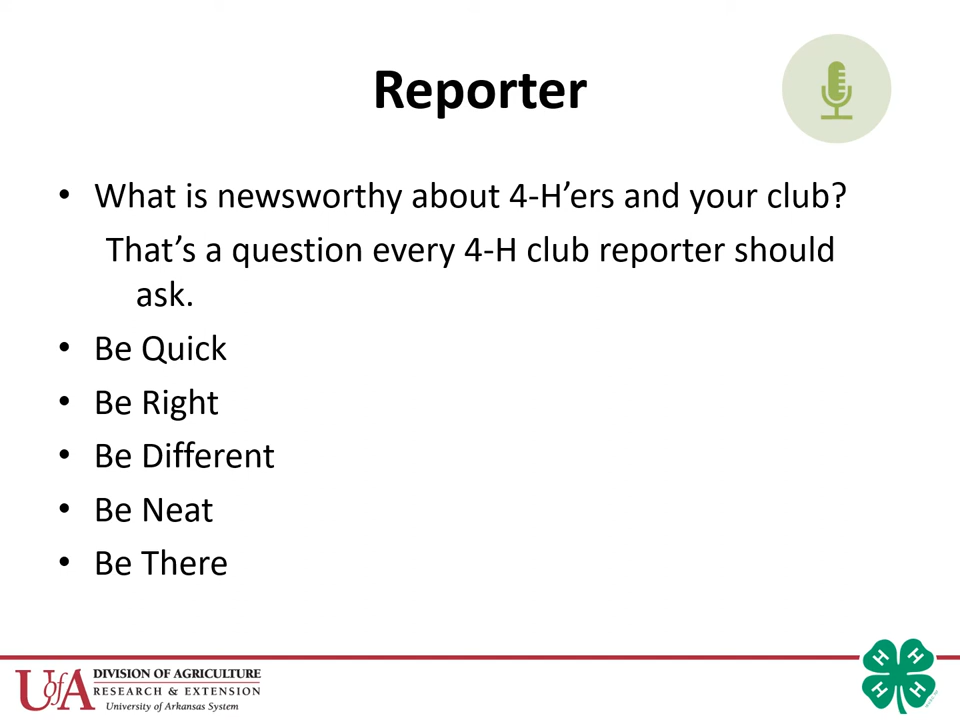 Reporter
• What is newsworthy about 4-H’ers and your club?
That’s a question every 4-H club reporter should
ask.
• Be Quick
• Be Right
• Be Different
• Be Neat
• Be There
UofA DIVISION OF AGRICULTURE
RESEARCH & EXTENSION
University of Arkansas System
H H
H H